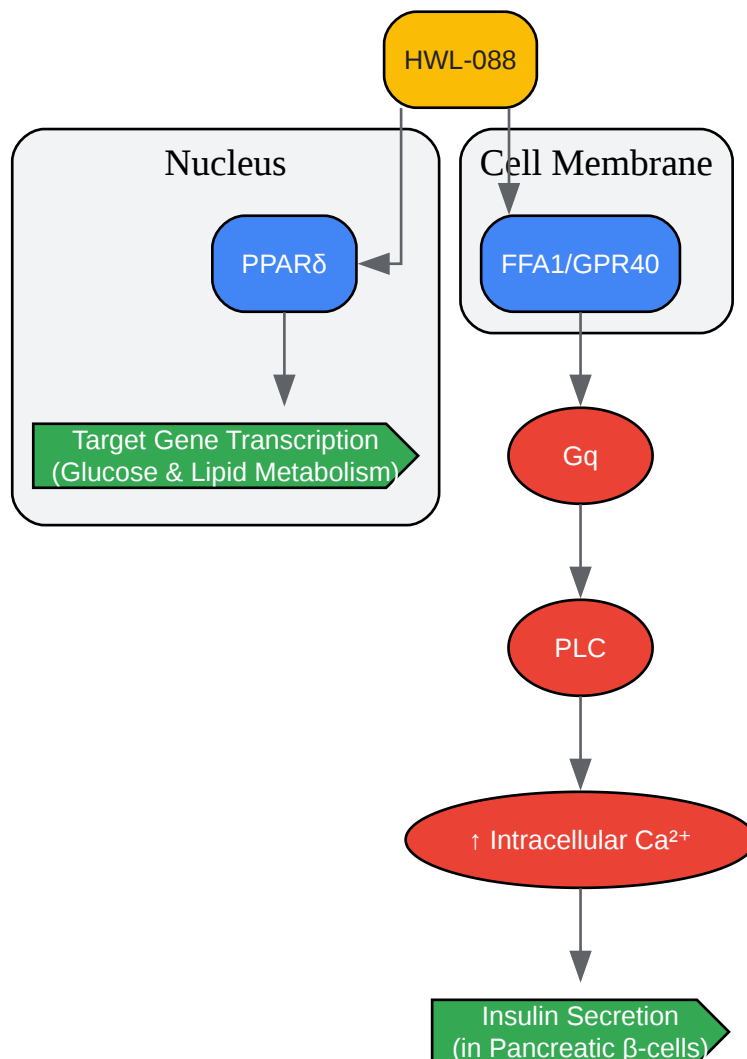 HWL-088
Nucleus
Cell Membrane
PPARδ
FFA1/GPR40
Target Gene Transcription
(Glucose & Lipid Metabolism)
Gq
PLC
↑ Intracellular Ca²⁺
Insulin Secretion
(in Pancreatic β-cells)